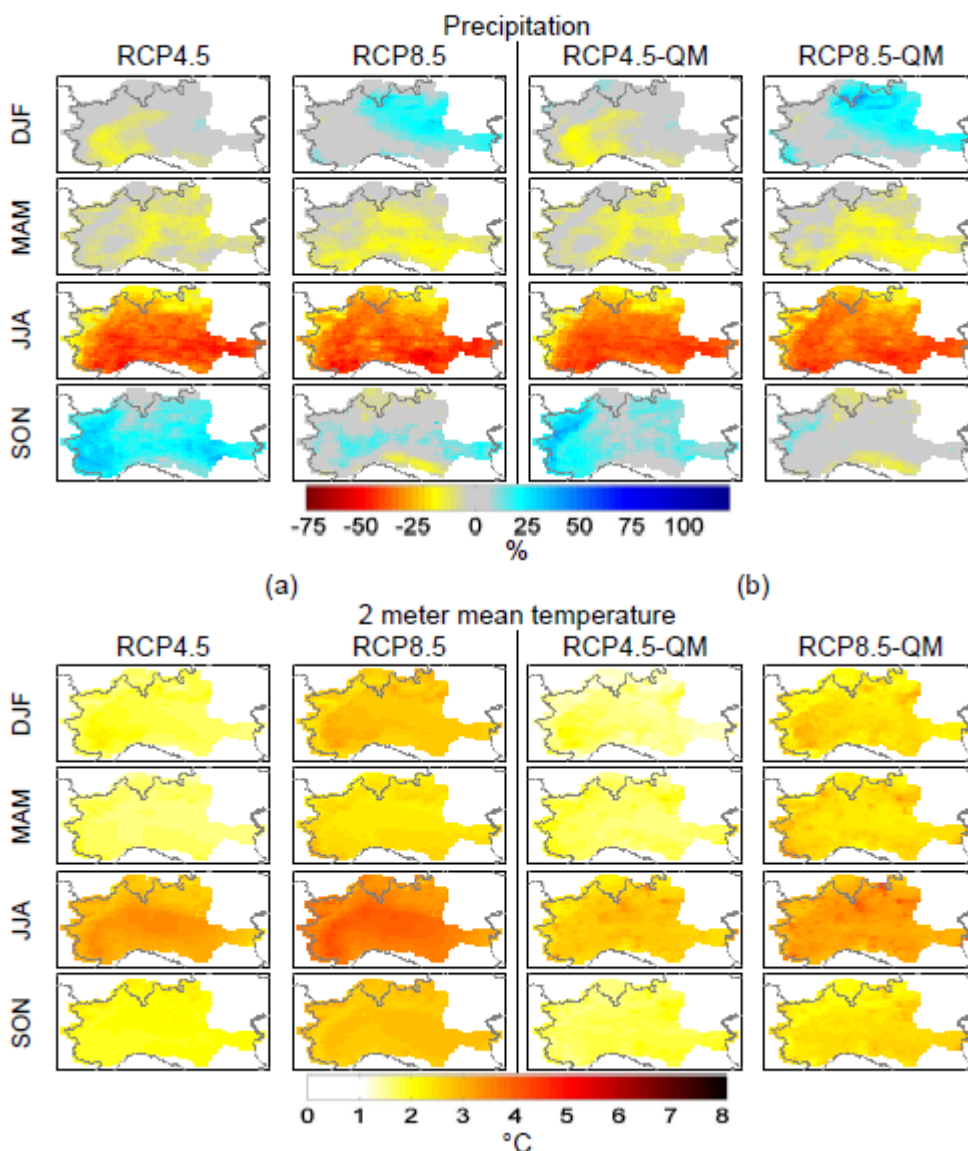 Precipitation
RCP4.5 RCP8.5 RCP4.5-QM RCP8.5-QM
DJF
MAM
JJA
SON
-75 -50 -25 0 25 50 75 100
%
(a) (b)
2 meter mean temperature
RCP4.5 RCP8.5 RCP4.5-QM RCP8.5-QM
DJF
MAM
JJA
SON
0 1 2 3 4 5 6 7 8
°C